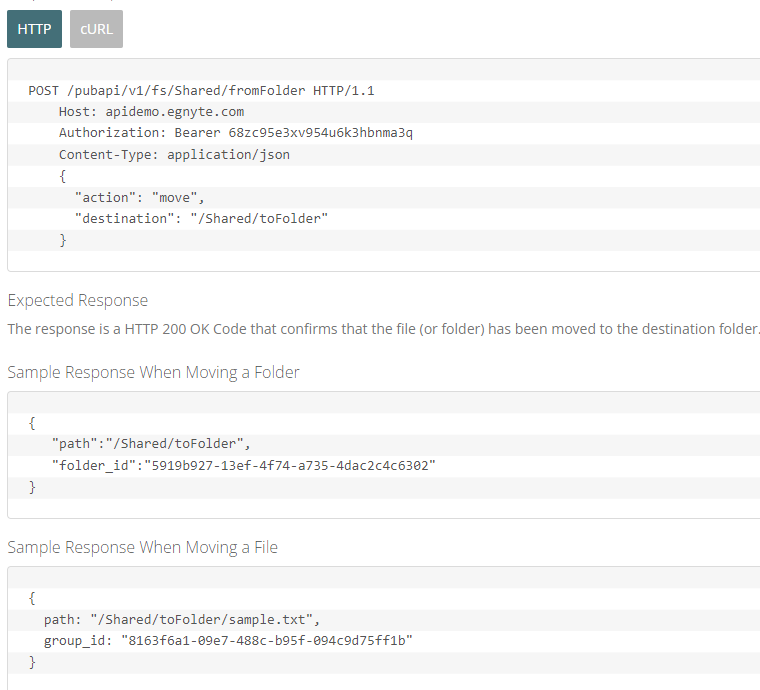 HTTP cURL
POST /pubapi/v1/fs/Shared/fromFolder HTTP/1.1
Host: apidemo.egnyte.com
Authorization: Bearer 68zc95e3xv954u6k3hbnma3q
Content-Type: application/json
{
"action": "move",
"destination": "/Shared/toFolder"
}
Expected Response
The response is a HTTP 200 OK Code that confirms that the file (or folder) has been moved to the destination folder.
Sample Response When Moving a Folder
{
"path":"/Shared/toFolder",
"folder_id":"5919b927-13ef-4f74-a735-4dac2c4c6302"
}
Sample Response When Moving a File
{
path: "/Shared/toFolder/sample.txt",
group_id: "8163f6a1-09e7-488c-b95f-094c9d75ff1b"
}